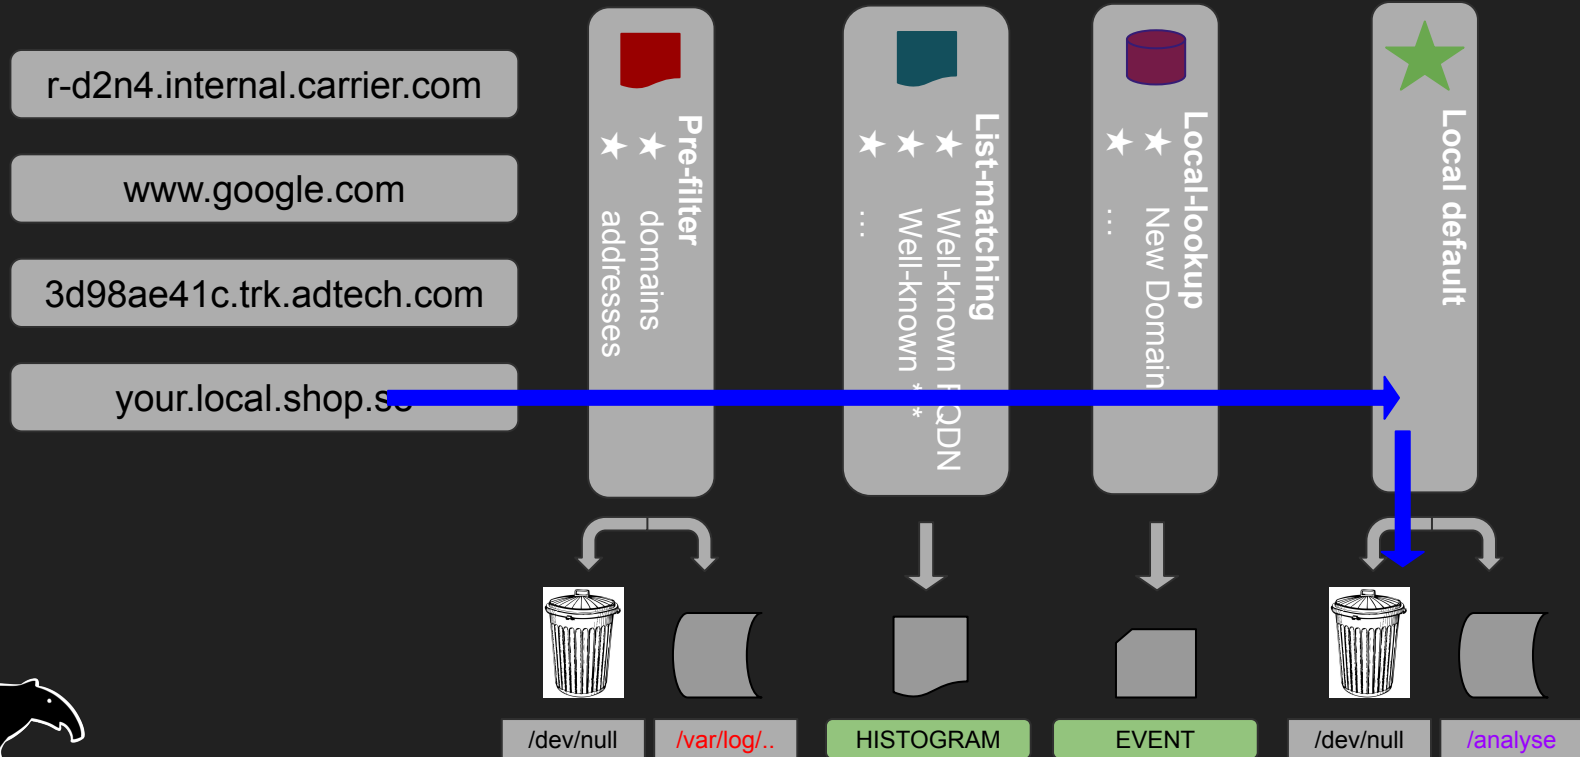 r-d2n4.internal.carrier.com
www.google.com
3d98ae41c.trk.adtech.com
your.local.shop.se
Pre-filter
★ domains
★ addresses
List-matching
★ Well-known FQDN
★ Well-known *.*
★ ...
Local-lookup
★ New Domain
★ ...
Local default
/dev/null
/var/log/..
HISTOGRAM
EVENT
/dev/null
/analyse